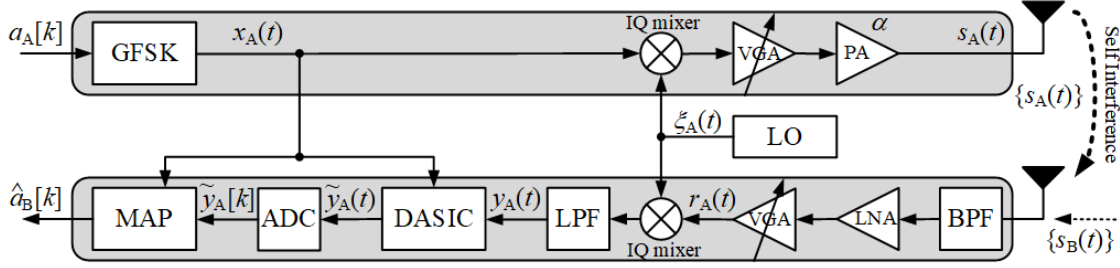 a_A[k]
GFSK
x_A(t)
IQ mixer
VGA
PA
α
s_A(t)
{s_A(t)}
Self Interference
ξ_A(t)
LO
â_B[k]
MAP
ỹ_A[k]
ADC
ỹ_A(t)
DASIC
y_A(t)
LPF
IQ mixer
r_A(t)
VGA
LNA
BPF
{s_B(t)}